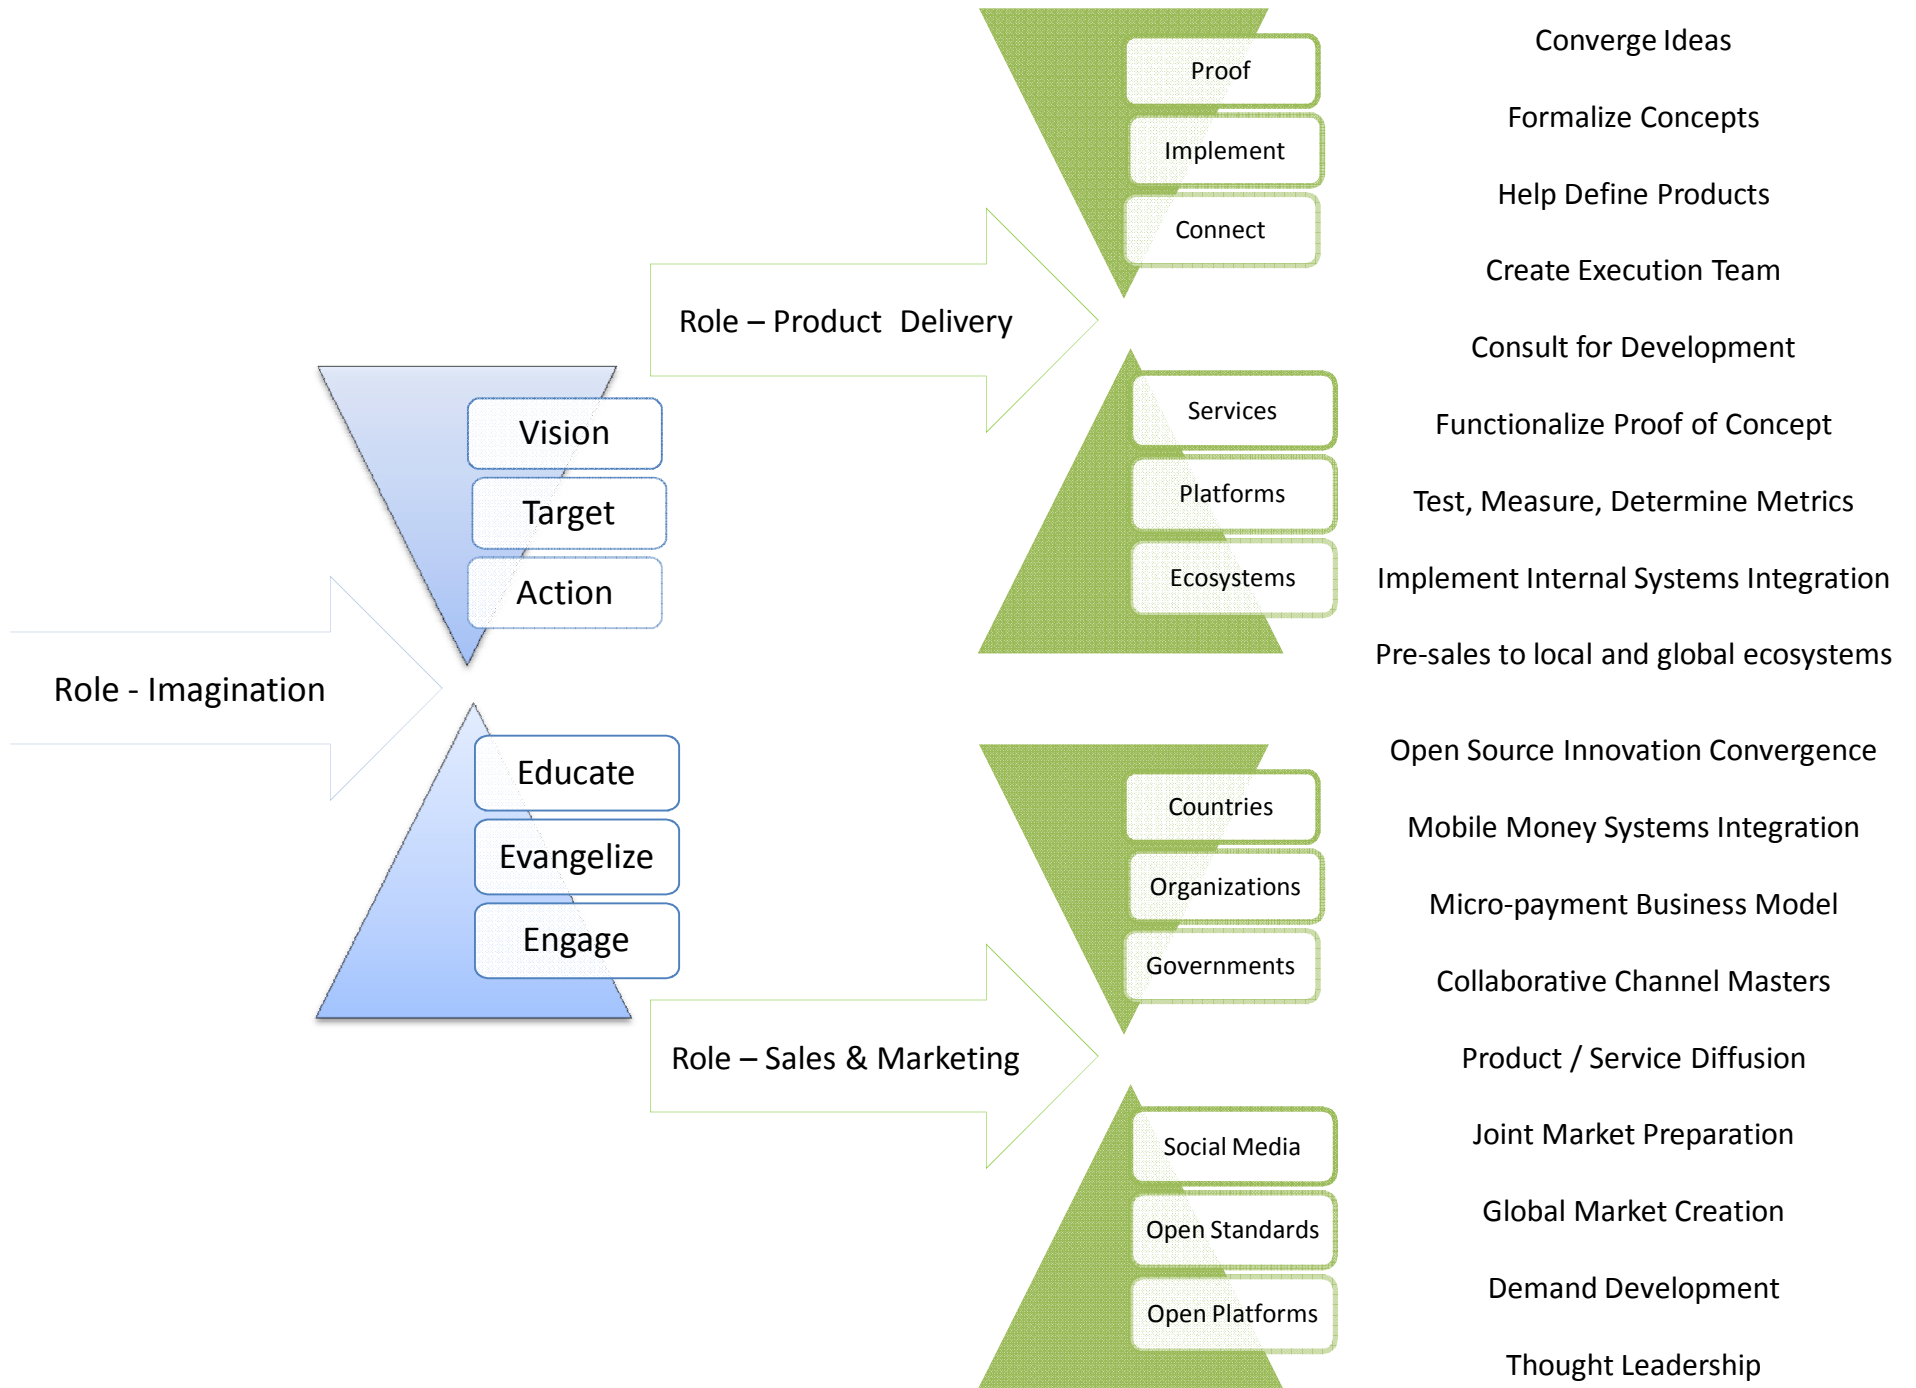 Role - Imagination
Vision
Target
Action
Educate
Evangelize
Engage
Role – Product  Delivery
Proof
Implement
Connect
Services
Platforms
Ecosystems
Converge Ideas
Formalize Concepts
Help Define Products
Create Execution Team
Consult for Development
Functionalize Proof of Concept
Test, Measure, Determine Metrics
Implement Internal Systems Integration
Pre-sales to local and global ecosystems
Role – Sales & Marketing
Countries
Organizations
Governments
Social Media
Open Standards
Open Platforms
Open Source Innovation Convergence
Mobile Money Systems Integration
Micro-payment Business Model
Collaborative Channel Masters
Product / Service Diffusion
Joint Market Preparation
Global Market Creation
Demand Development
Thought Leadership